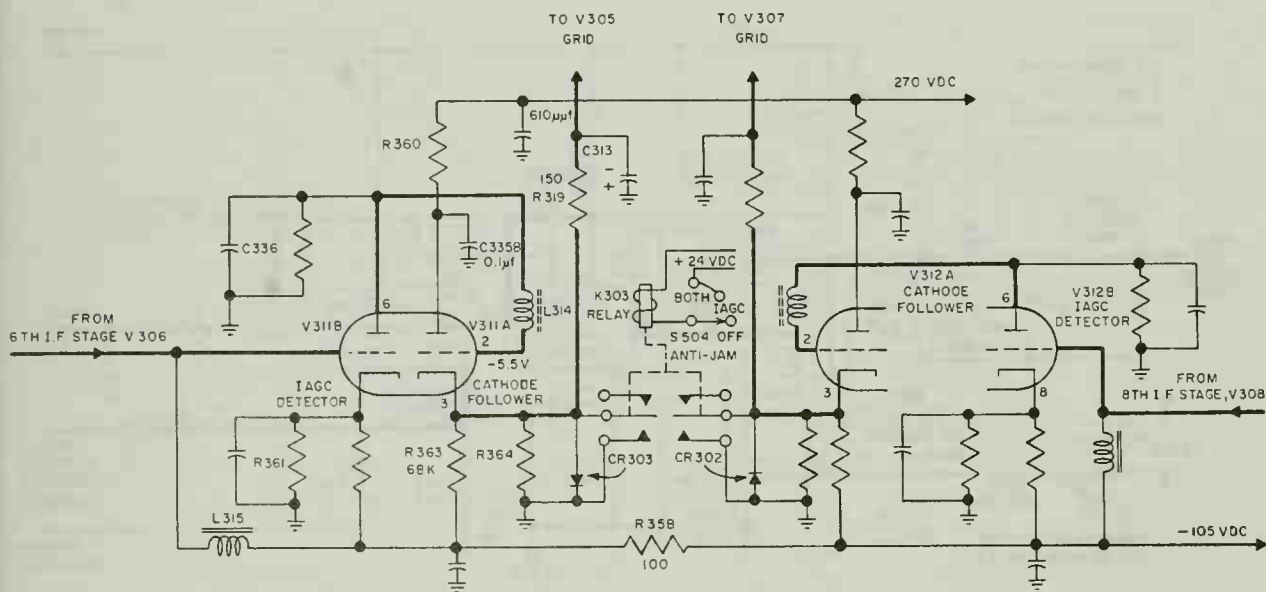 TO V305
GRID
TO V307
GRID
270 VDC
610µµf
R360
C313
−
+
150
R319
C336
C335B
0.1µf
+24 VDC
BOTH
IAGC
K303
RELAY
S504 OFF
ANTI-JAM
L314
V312A
CATHODE
FOLLOWER
V312B
IAGC
DETECTOR
FROM
6TH I.F STAGE V306
6
V311B
V311A
2
−5.5V
2
6
IAGC
DETECTOR
CATHODE
FOLLOWER
3
3
8
FROM
8TH I F STAGE, V308
R361
R363
68K
R364
CR303
CR302
L315
R358
100
−105 VDC